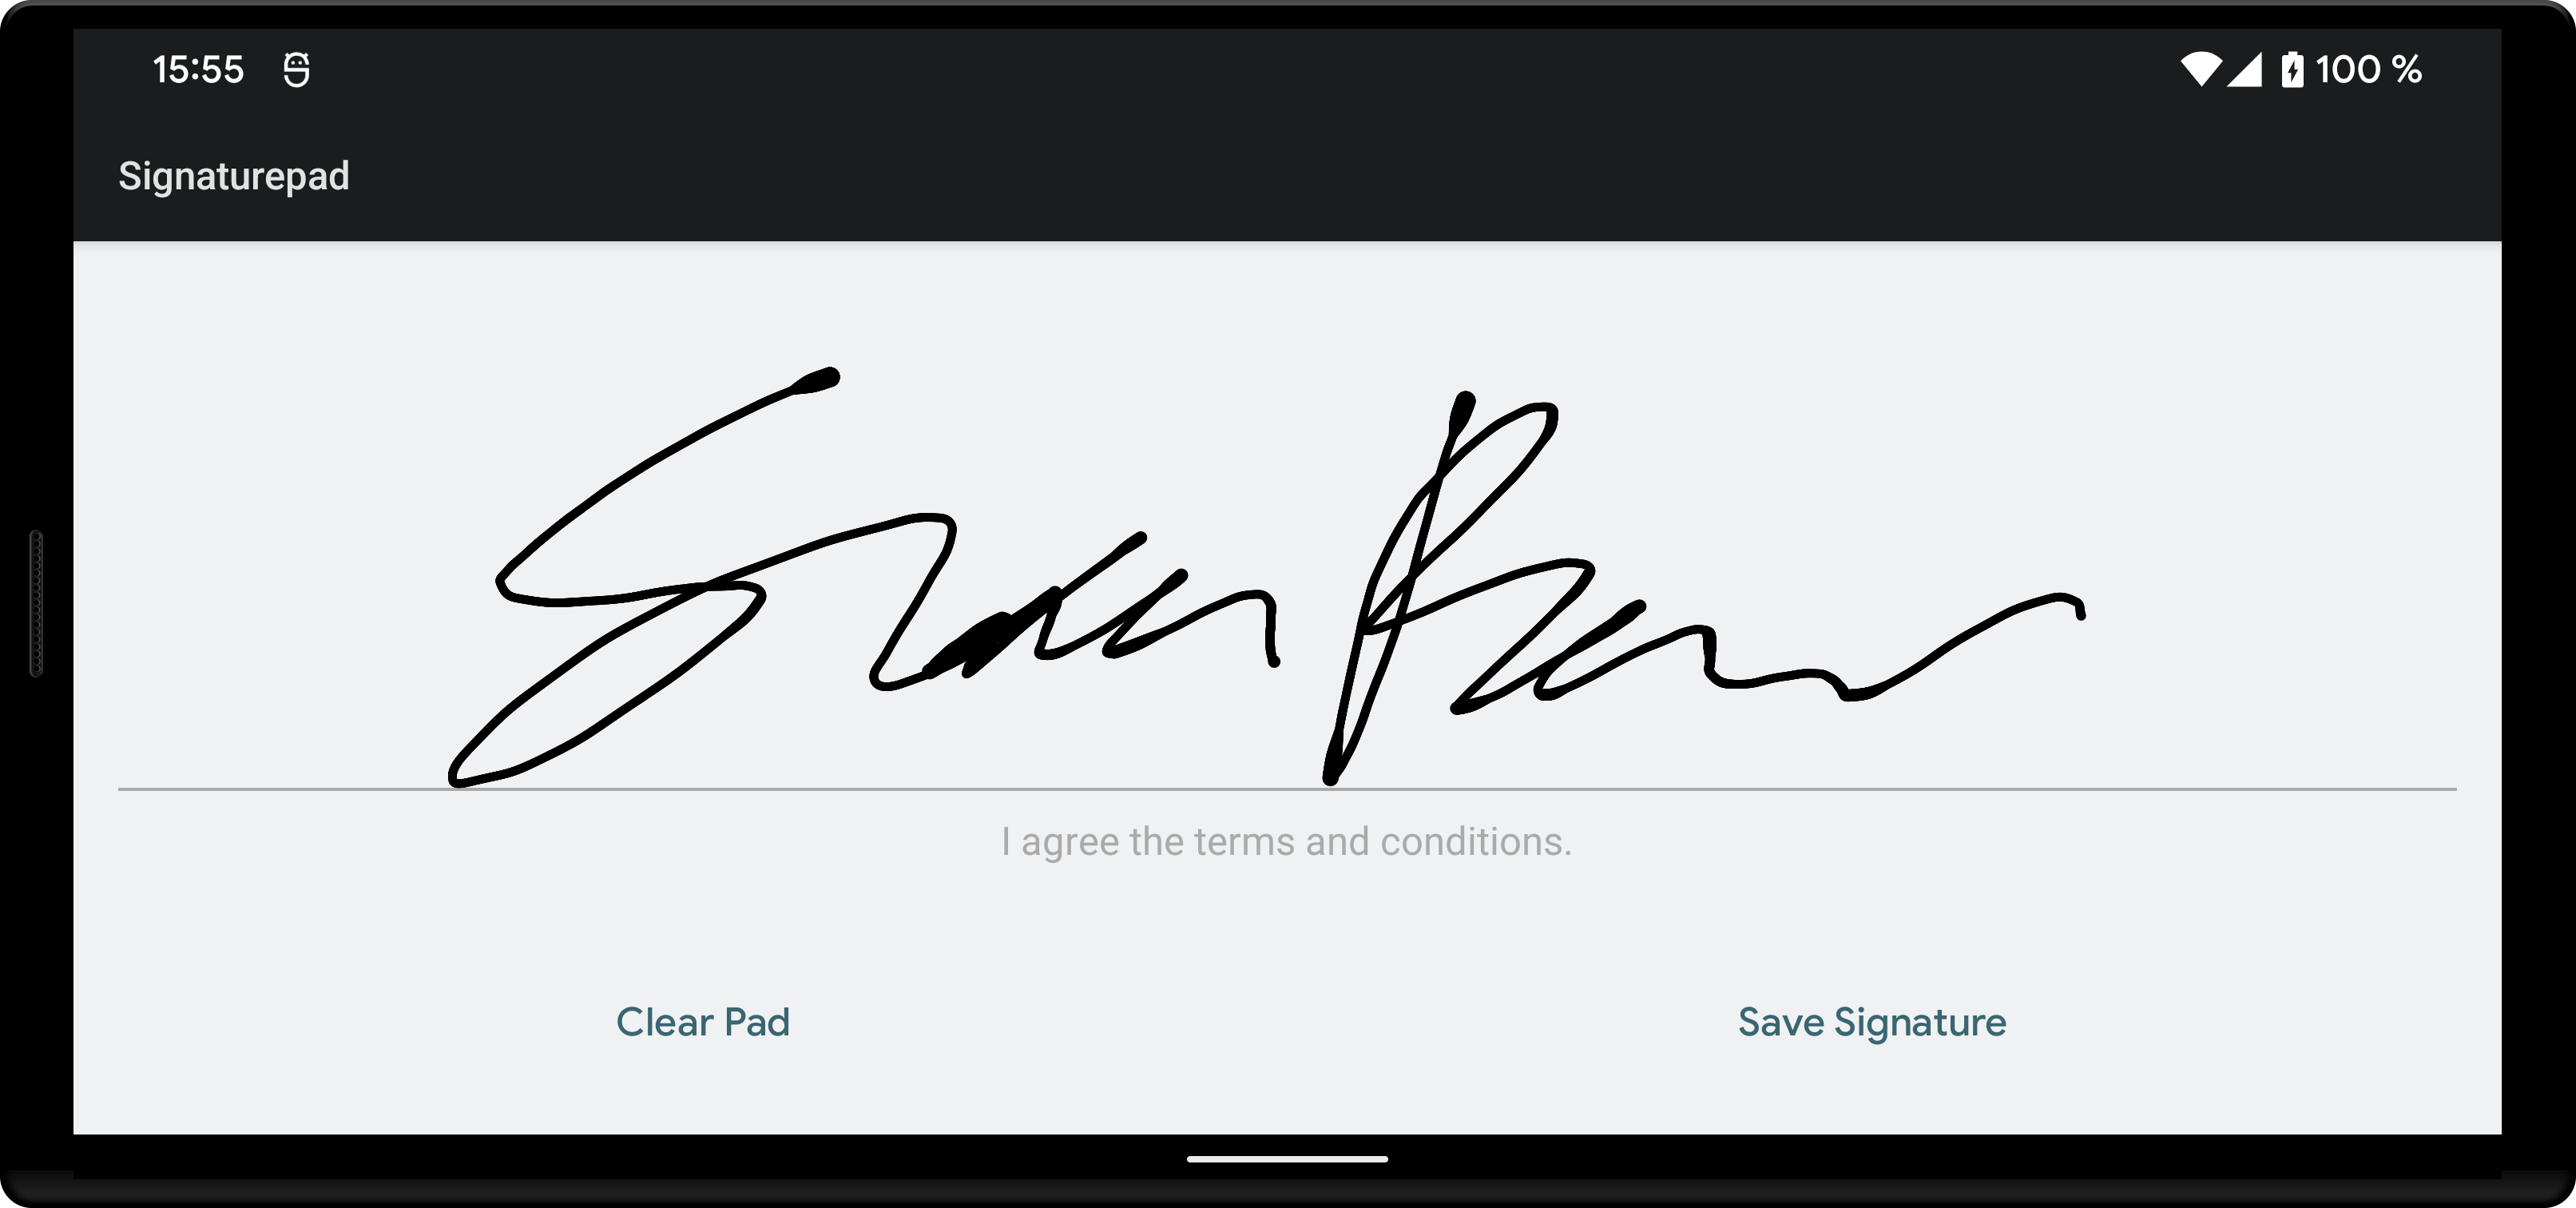 15:55 100 %
Signaturepad
I agree the terms and conditions.
Clear Pad Save Signature